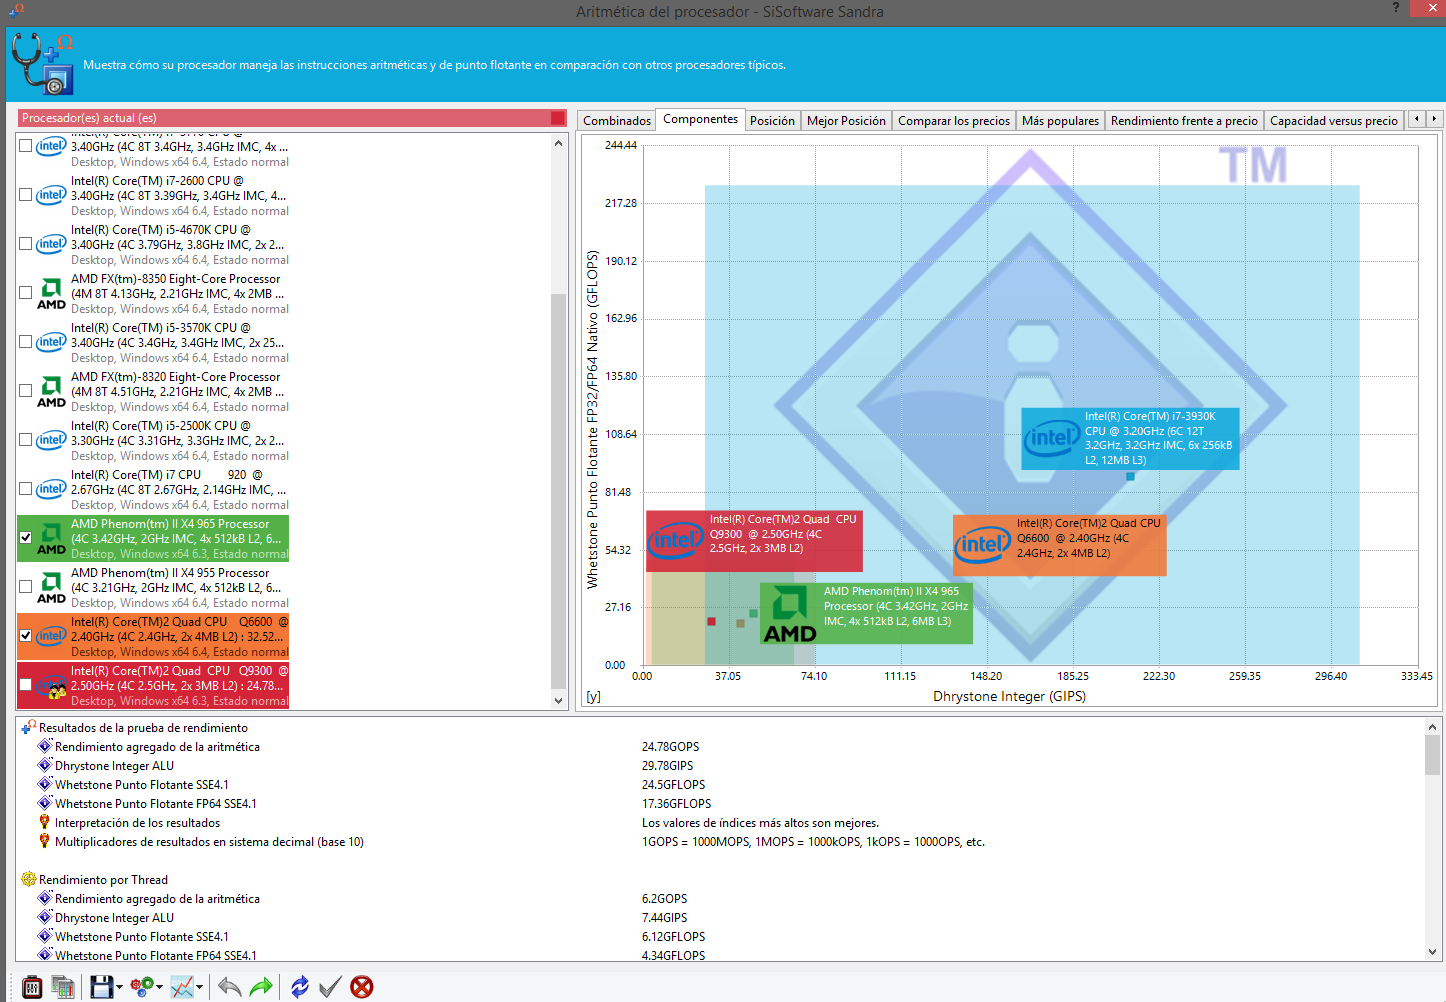 Aritmética del procesador - SiSoftware Sandra
?
Muestra cómo su procesador maneja las instrucciones aritméticas y de punto flotante en comparación con otros procesadores típicos.
Procesador(es) actual (es)
3.40GHz (4C 8T 3.4GHz, 3.4GHz IMC, 4x ...
Desktop, Windows x64 6.4, Estado normal
Intel(R) Core(TM) i7-2600 CPU @
3.40GHz (4C 8T 3.39GHz, 3.4GHz IMC, 4...
Desktop, Windows x64 6.4, Estado normal
Intel(R) Core(TM) i5-4670K CPU @
3.40GHz (4C 3.79GHz, 3.8GHz IMC, 2x 2...
Desktop, Windows x64 6.4, Estado normal
AMD FX(tm)-8350 Eight-Core Processor
(4M 8T 4.13GHz, 2.21GHz IMC, 4x 2MB ...
Desktop, Windows x64 6.4, Estado normal
Intel(R) Core(TM) i5-3570K CPU @
3.40GHz (4C 3.4GHz, 3.4GHz IMC, 2x 25...
Desktop, Windows x64 6.4, Estado normal
AMD FX(tm)-8320 Eight-Core Processor
(4M 8T 4.51GHz, 2.21GHz IMC, 4x 2MB ...
Desktop, Windows x64 6.4, Estado normal
Intel(R) Core(TM) i5-2500K CPU @
3.30GHz (4C 3.31GHz, 3.3GHz IMC, 2x 2...
Desktop, Windows x64 6.4, Estado normal
Intel(R) Core(TM) i7 CPU 920 @
2.67GHz (4C 8T 2.67GHz, 2.14GHz IMC, ...
Desktop, Windows x64 6.4, Estado normal
AMD Phenom(tm) II X4 965 Processor
(4C 3.42GHz, 2GHz IMC, 4x 512kB L2, 6...
Desktop, Windows x64 6.3, Estado normal
AMD Phenom(tm) II X4 955 Processor
(4C 3.21GHz, 2GHz IMC, 4x 512kB L2, 6...
Desktop, Windows x64 6.4, Estado normal
Intel(R) Core(TM)2 Quad CPU Q6600 @
2.40GHz (4C 2.4GHz, 2x 4MB L2) : 32.52...
Desktop, Windows x64 6.4, Estado normal
Intel(R) Core(TM)2 Quad CPU Q9300 @
2.50GHz (4C 2.5GHz, 2x 3MB L2) : 24.78...
Desktop, Windows x64 6.3, Estado normal
intel
intel
intel
AMD
intel
AMD
intel
intel
AMD
AMD
intel
Combinados
Componentes
Posición
Mejor Posición
Comparar los precios
Más populares
Rendimiento frente a precio
Capacidad versus precio
TM
244.44
217.28
190.12
162.96
135.80
108.64
81.48
54.32
27.16
0.00
Whetstone Punto Flotante FP32/FP64 Nativo (GFLOPS)
intel
Intel(R) Core(TM) i7-3930K
CPU @ 3.20GHz (6C 12T
3.2GHz, 3.2GHz IMC, 6x 256kB
L2, 12MB L3)
intel
Intel(R) Core(TM)2 Quad CPU
Q9300 @ 2.50GHz (4C
2.5GHz, 2x 3MB L2)
intel
Intel(R) Core(TM)2 Quad CPU
Q6600 @ 2.40GHz (4C
2.4GHz, 2x 4MB L2)
AMD
AMD Phenom(tm) II X4 965
Processor (4C 3.42GHz, 2GHz
IMC, 4x 512kB L2, 6MB L3)
0.00 37.05 74.10 111.15 148.20 185.25 222.30 259.35 296.40 333.45
[y]
Dhrystone Integer (GIPS)
Resultados de la prueba de rendimiento
Rendimiento agregado de la aritmética 24.78GOPS
Dhrystone Integer ALU 29.78GIPS
Whetstone Punto Flotante SSE4.1 24.5GFLOPS
Whetstone Punto Flotante FP64 SSE4.1 17.36GFLOPS
Interpretación de los resultados Los valores de índices más altos son mejores.
Multiplicadores de resultados en sistema decimal (base 10) 1GOPS = 1000MOPS, 1MOPS = 1000kOPS, 1kOPS = 1000OPS, etc.
Rendimiento por Thread
Rendimiento agregado de la aritmética 6.2GOPS
Dhrystone Integer ALU 7.44GIPS
Whetstone Punto Flotante SSE4.1 6.12GFLOPS
Whetstone Punto Flotante FP64 SSE4.1 4.34GFLOPS